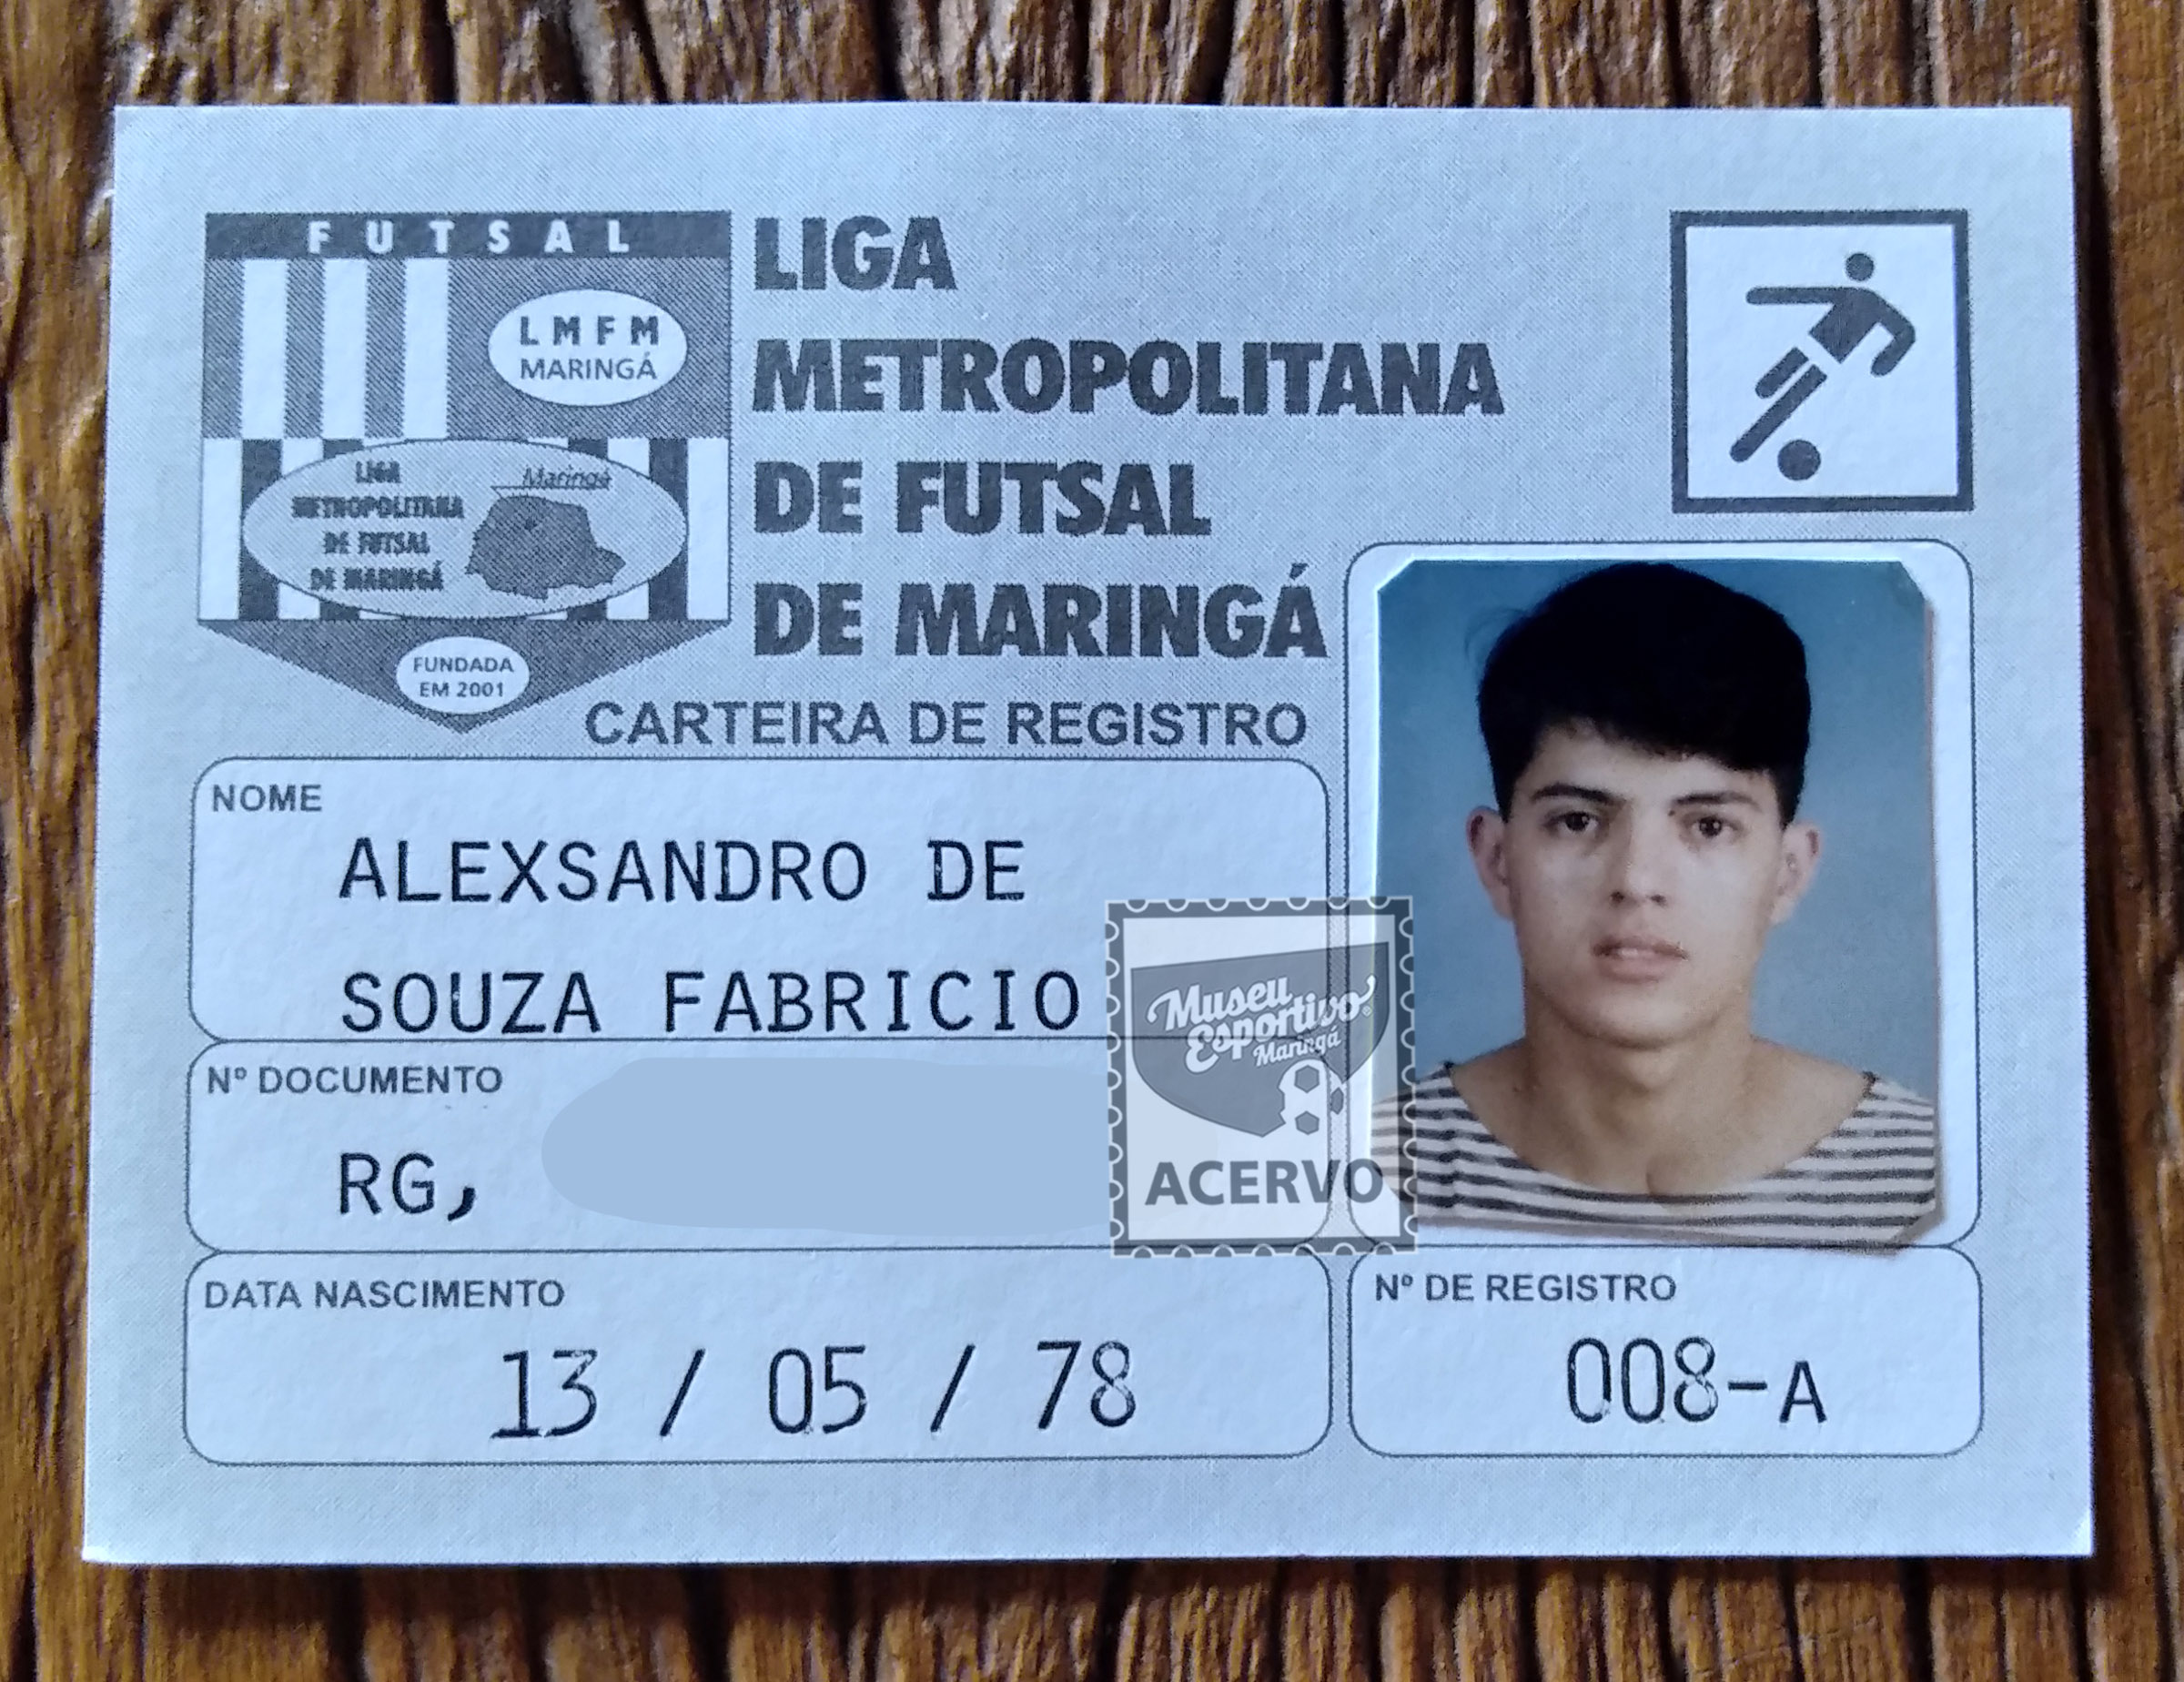 FUTSAL
LMFM
MARINGÁ
LIGA
METROPOLITANA
DE FUTSAL
DE MARINGÁ
Maringá
FUNDADA
EM 2001
LIGA
METROPOLITANA
DE FUTSAL
DE MARINGÁ
CARTEIRA DE REGISTRO
NOME
ALEXSANDRO DE
SOUZA FABRICIO
Nº DOCUMENTO
RG,
Museu
Esportivo
Maringá
ACERVO
DATA NASCIMENTO
13 / 05 / 78
Nº DE REGISTRO
008-A